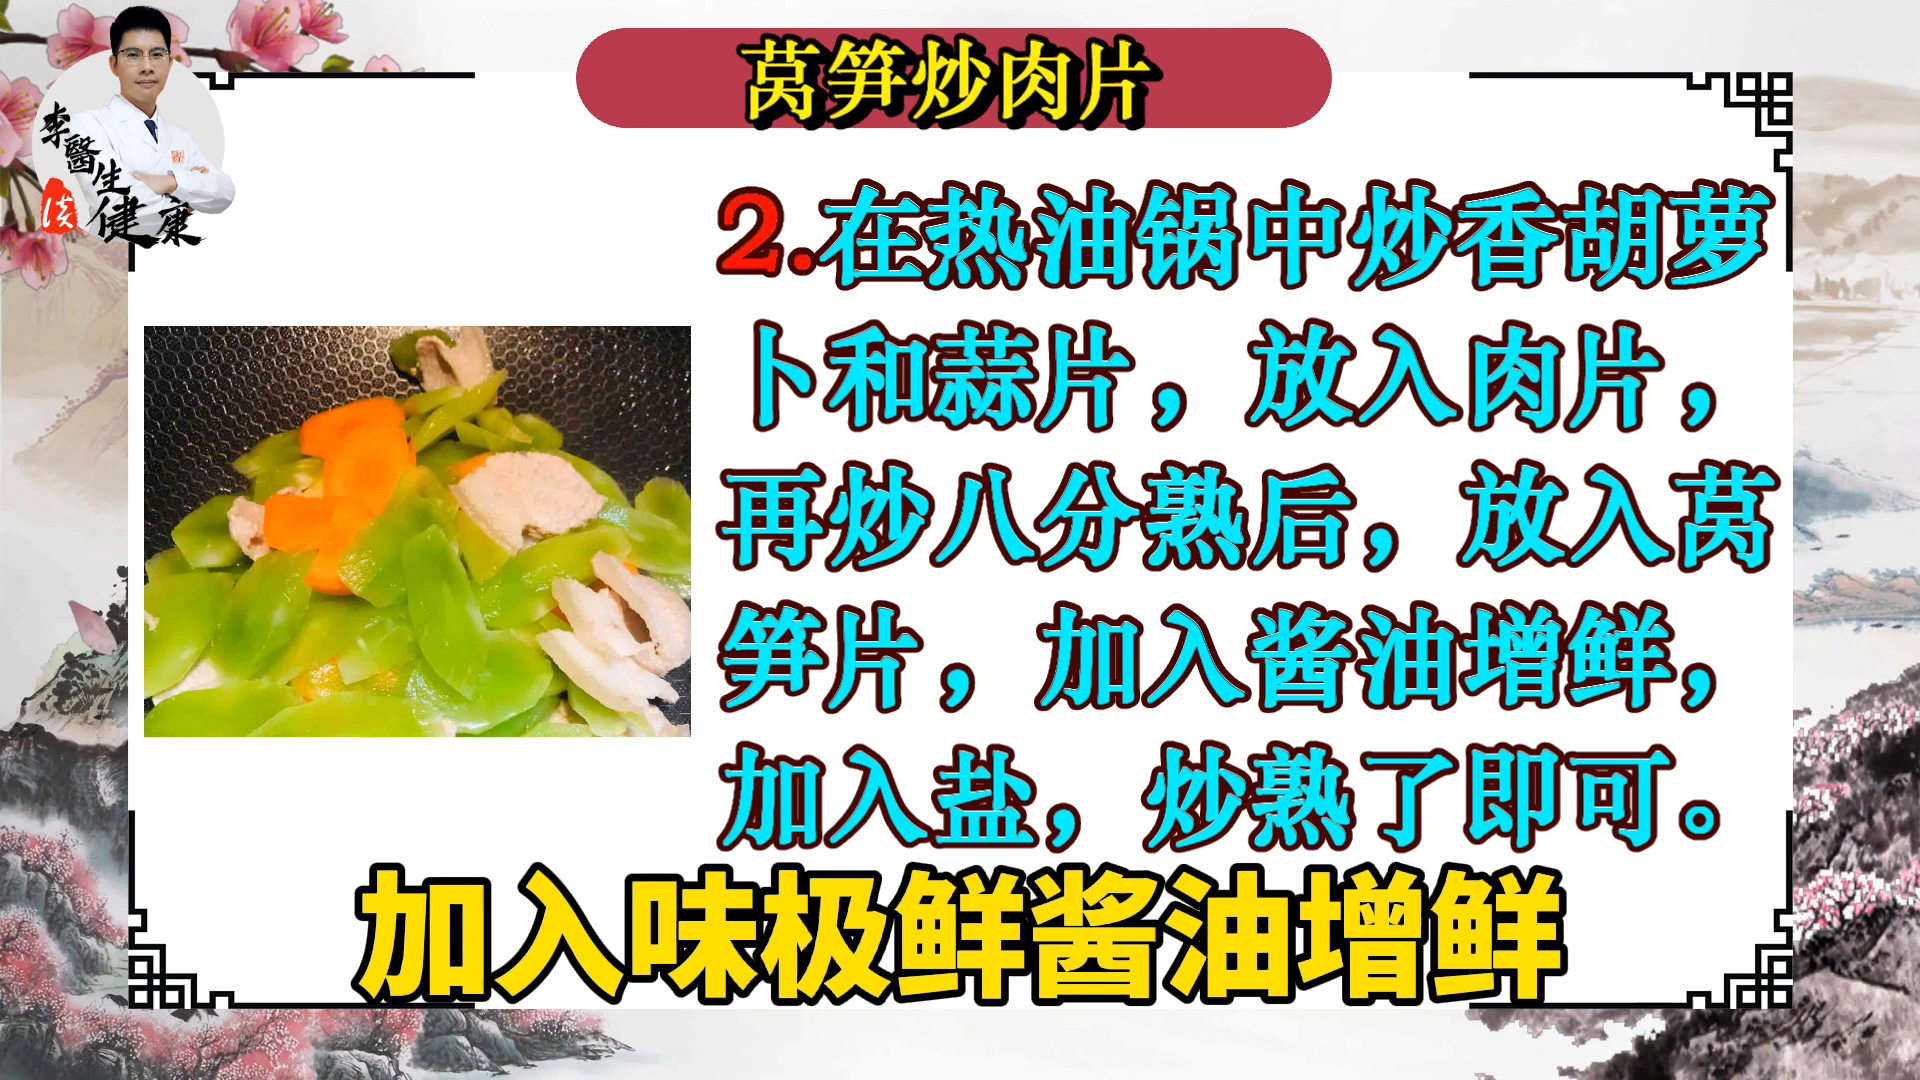 李醫生
谈健康
莴笋炒肉片
2.在热油锅中炒香胡萝
卜和蒜片，放入肉片，
再炒八分熟后，放入莴
笋片，加入酱油增鲜，
加入盐，炒熟了即可。
加入味极鲜酱油增鲜